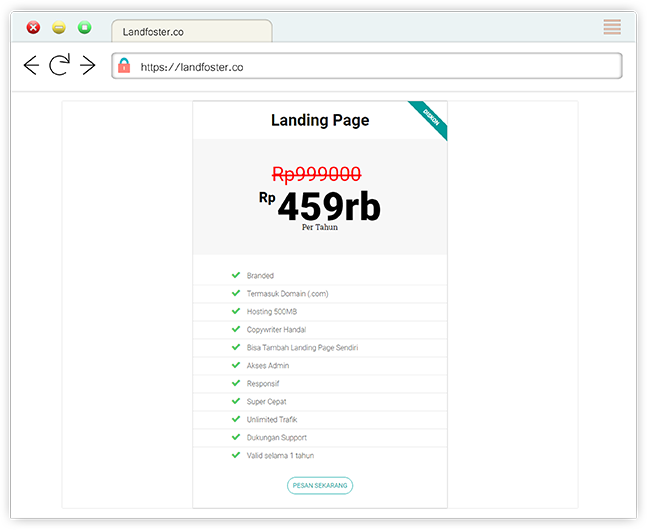 Landfoster.co
https://landfoster.co
Landing Page
DISKON
Rp999000
Rp 459rb
Per Tahun
Branded
Termasuk Domain (.com)
Hosting 500MB
Copywriter Handal
Bisa Tambah Landing Page Sendiri
Akses Admin
Responsif
Super Cepat
Unlimited Trafik
Dukungan Support
Valid selama 1 tahun
PESAN SEKARANG